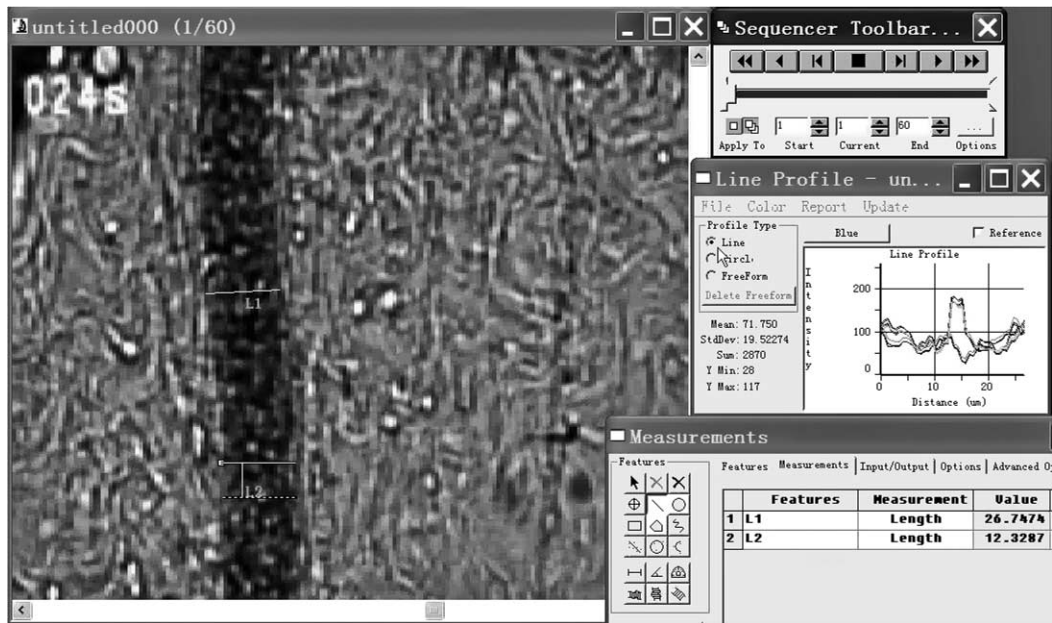 untitled000 (1/60)
024s
L1
L2
Sequencer Toolbar...
1
1
60
...
Apply To
Start
Current
End
Options
Line Profile - un...
File Color Report Update
Profile Type
Line
FreeForm
Delete Freeform
Blue
Reference
Mean: 71.750
StdDev: 19.52274
Sum: 2870
Y Min: 28
Y Max: 117
Line Profile
Intensity
200
100
0
0 10 20
Distance (um)
Measurements
Features
Features Measurements Input/Output Options Advanced
Features Measurement Value
1 L1 Length 26.7474
2 L2 Length 12.3287